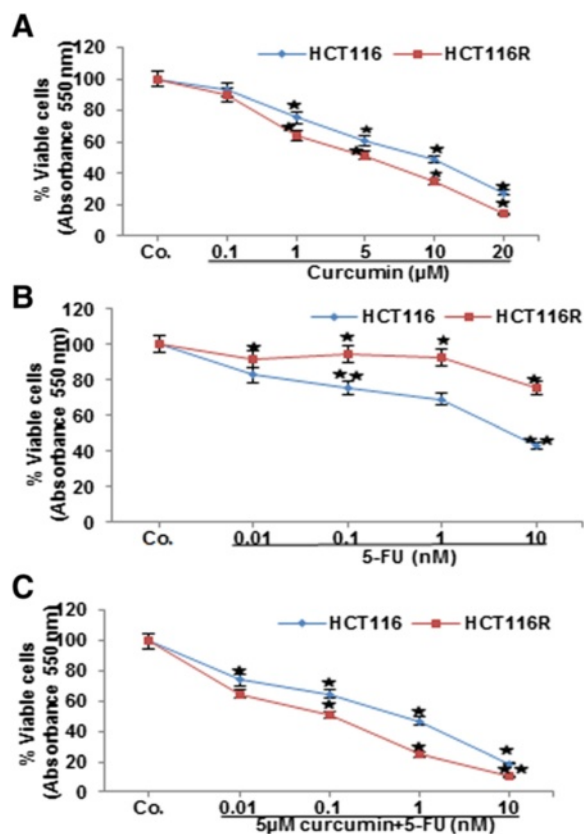 A
HCT116 HCT116R
% Viable cells
(Absorbance 550 nm)
120
100
80
60
40
20
0
Co. 0.1 1 5 10 20
Curcumin (µM)
B
HCT116 HCT116R
% Viable cells
(Absorbance 550 nm)
120
100
80
60
40
20
0
Co. 0.01 0.1 1 10
5-FU (nM)
C
HCT116 HCT116R
% Viable cells
(Absorbance 550 nm)
120
100
80
60
40
20
0
Co. 0.01 0.1 1 10
5µM curcumin+5-FU (nM)